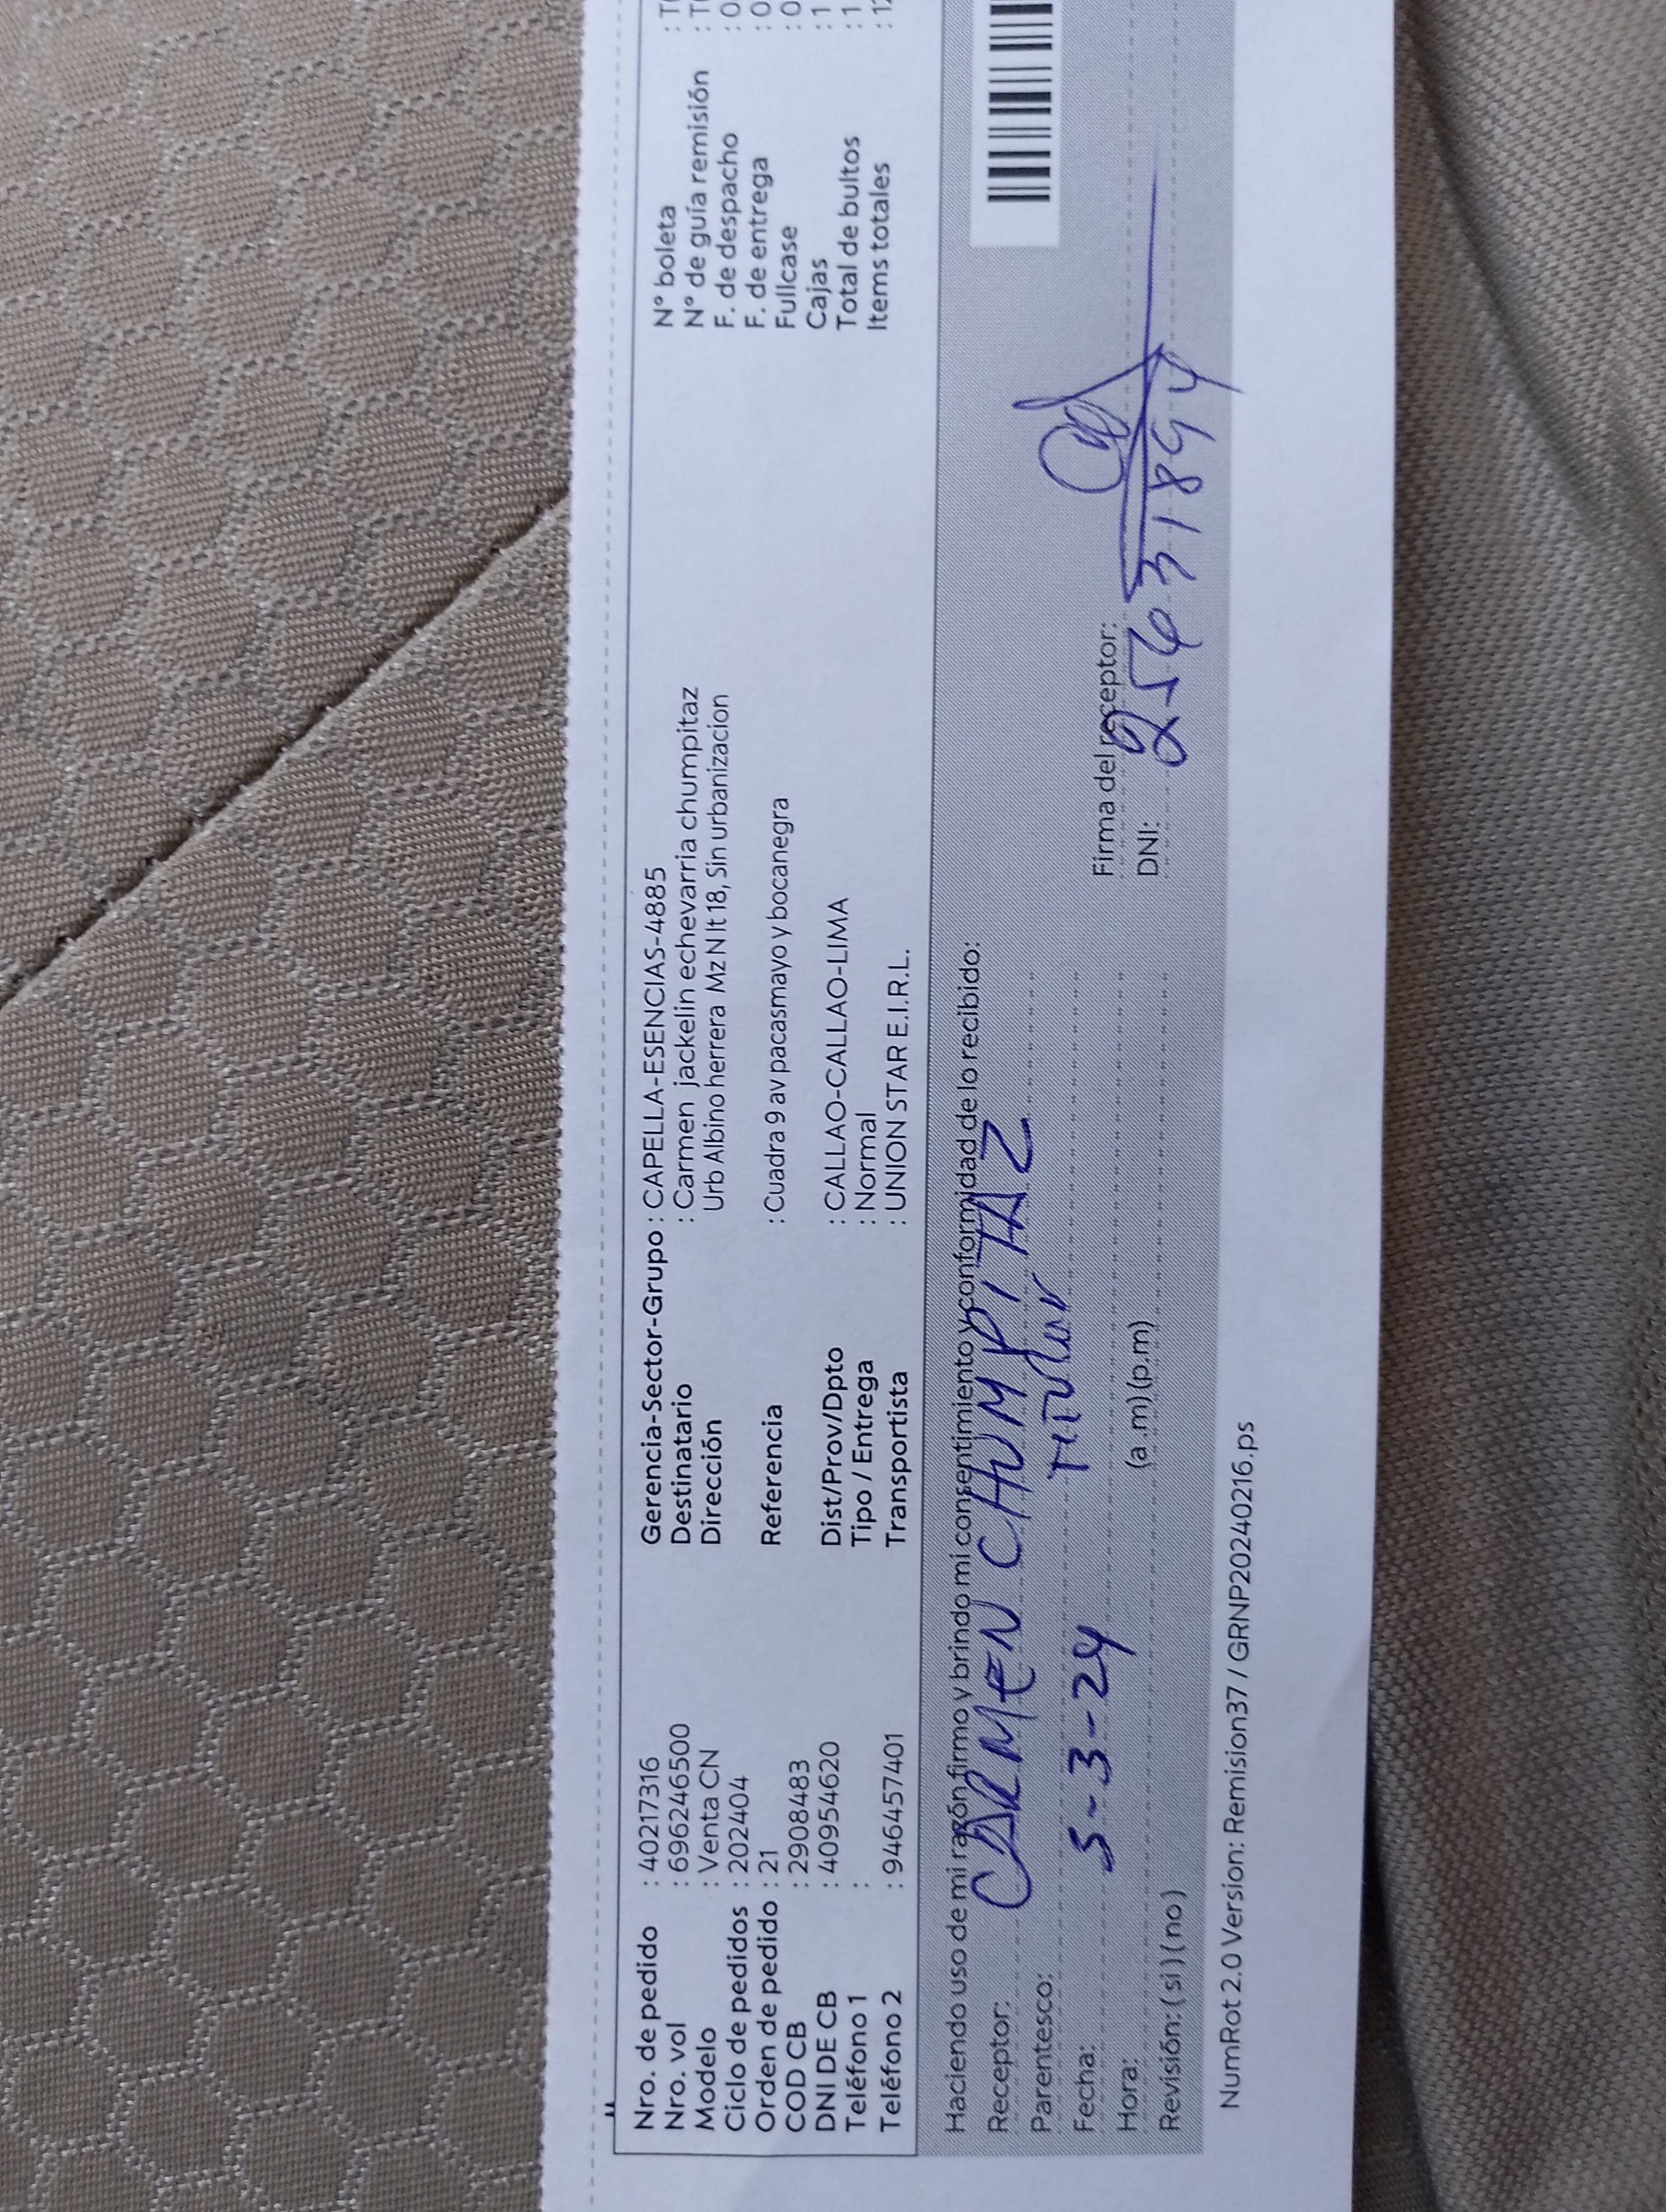 Nro. de pedido : 40217316 Gerencia-Sector-Grupo : CAPELLA-ESENCIAS-4885 N° boleta
Nro. vol : 696246500 Destinatario : Carmen jackelin echevarria chumpitaz N° de guía remisión
Modelo : Venta CN Dirección Urb Albino herrera Mz N lt 18, Sin urbanizacion F. de despacho
Ciclo de pedidos : 202404 F. de entrega
Orden de pedido : 21 Referencia : Cuadra 9 av pacasmayo y bocanegra Fullcase
COD CB : 2908483 Cajas
DNI DE CB : 40954620 Dist/Prov/Dpto : CALLAO-CALLAO-LIMA Total de bultos
Teléfono 1 : Tipo / Entrega : Normal Items totales
Teléfono 2 : 946457401 Transportista : UNION STAR E.I.R.L.
Haciendo uso de mi razón firmo y brindo mi consentimiento y conformidad de lo recibido:
Receptor: CARMEN CHUMPITAZ
Parentesco: Titular
Fecha: 5-3-24 Firma del receptor:
Hora: (a .m) (p.m) DNI: 25631894
Revisión: (si) (no)
NumRot 2.0 Version: Remision37 / GRNP20240216.ps